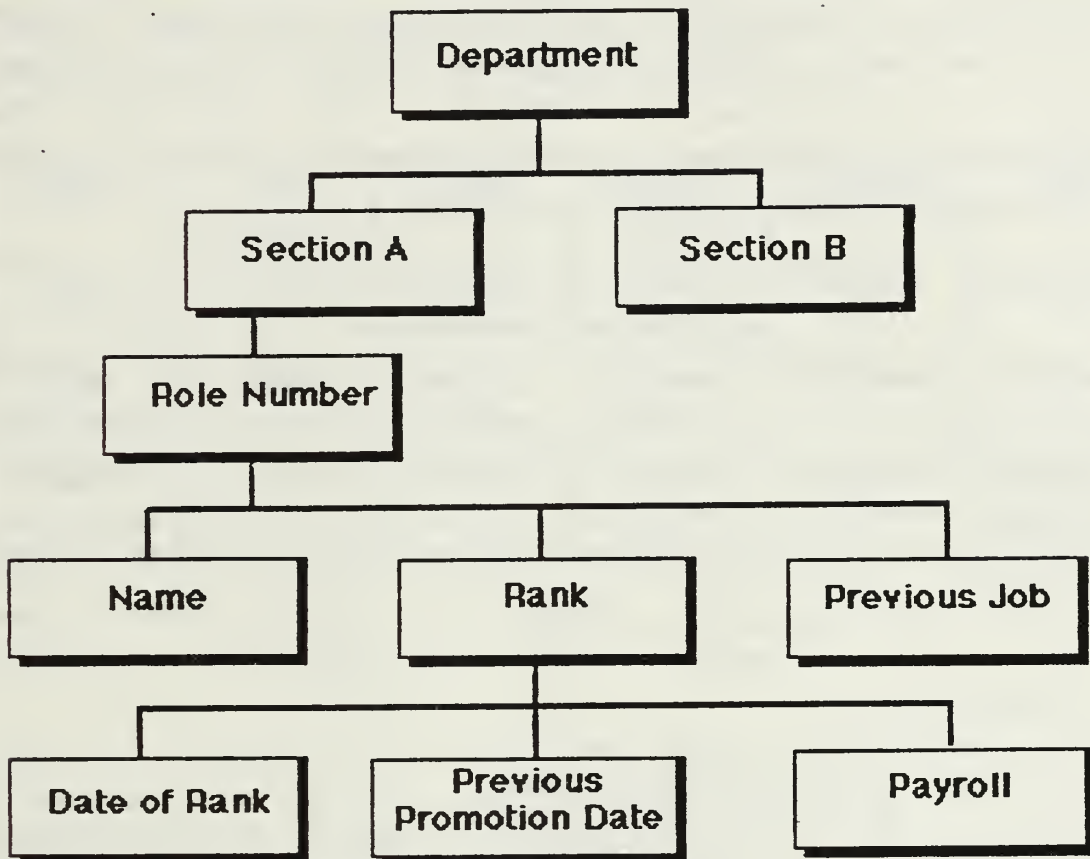 Department
Section A
Section B
Role Number
Name
Rank
Previous Job
Date of Rank
Previous
Promotion Date
Payroll